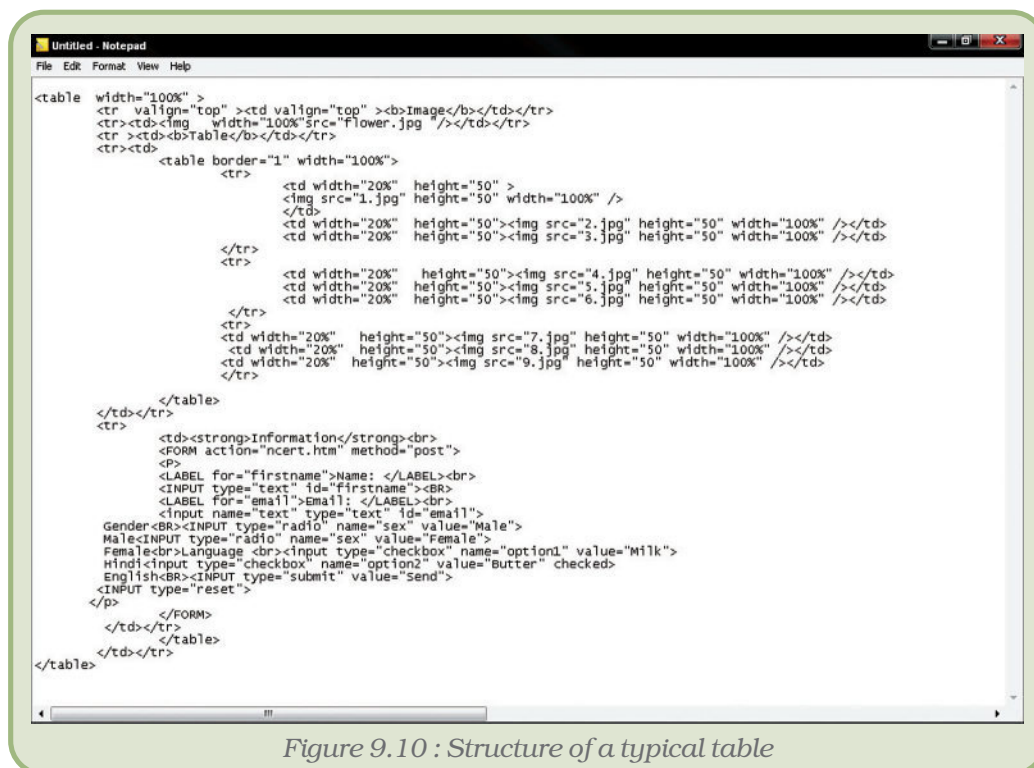 Untitled - Notepad
File Edit Format View Help
<table width="100%" >
<tr valign="top" ><td valign="top" ><b>Image</b></td></tr>
<tr><td><img width="100%"src="flower.jpg "/></td></tr>
<tr ><td><b>Table</b></td></tr>
<tr><td>
<table border="1" width="100%">
<tr>
<td width="20%" height="50" >
<img src="1.jpg" height="50" width="100%" />
</td>
<td width="20%" height="50"><img src="2.jpg" height="50" width="100%" /></td>
<td width="20%" height="50"><img src="3.jpg" height="50" width="100%" /></td>
</tr>
<tr>
<td width="20%" height="50"><img src="4.jpg" height="50" width="100%" /></td>
<td width="20%" height="50"><img src="5.jpg" height="50" width="100%" /></td>
<td width="20%" height="50"><img src="6.jpg" height="50" width="100%" /></td>
</tr>
<tr>
<td width="20%" height="50"><img src="7.jpg" height="50" width="100%" /></td>
<td width="20%" height="50"><img src="8.jpg" height="50" width="100%" /></td>
<td width="20%" height="50"><img src="9.jpg" height="50" width="100%" /></td>
</tr>
</table>
</td></tr>
<tr>
<td><strong>Information</strong><br>
<FORM action="ncert.htm" method="post">
<P>
<LABEL for="firstname">Name: </LABEL><br>
<INPUT type="text" id="firstname"><BR>
<LABEL for="email">Email: </LABEL><br>
<input name="text" type="text" id="email">
Gender<BR><INPUT type="radio" name="sex" value="Male">
Male<INPUT type="radio" name="sex" value="Female">
Female<br>Language <br><input type="checkbox" name="option1" value="Milk">
Hindi<input type="checkbox" name="option2" value="Butter" checked>
English<BR><INPUT type="submit" value="Send">
<INPUT type="reset">
</p>
</FORM>
</td></tr>
</table>
</td></tr>
</table>
Figure 9.10 : Structure of a typical table